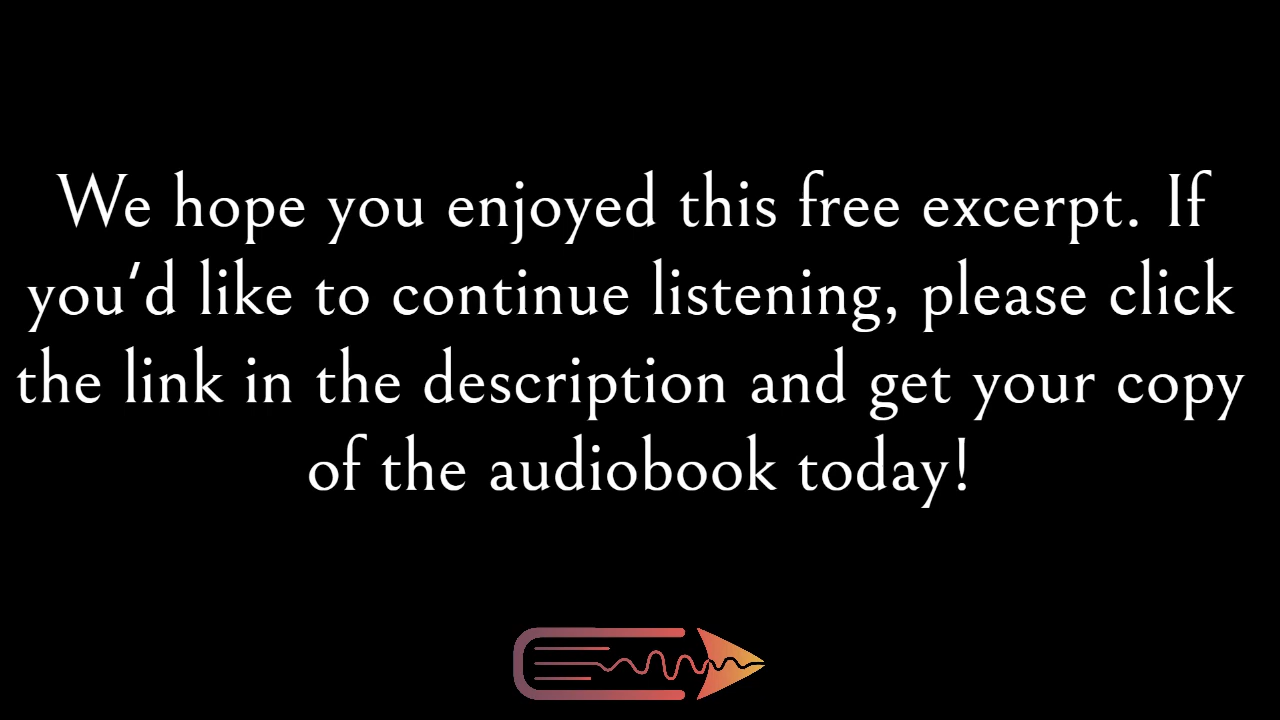 We hope you enjoyed this free excerpt. If
you'd like to continue listening, please click
the link in the description and get your copy
of the audiobook today!